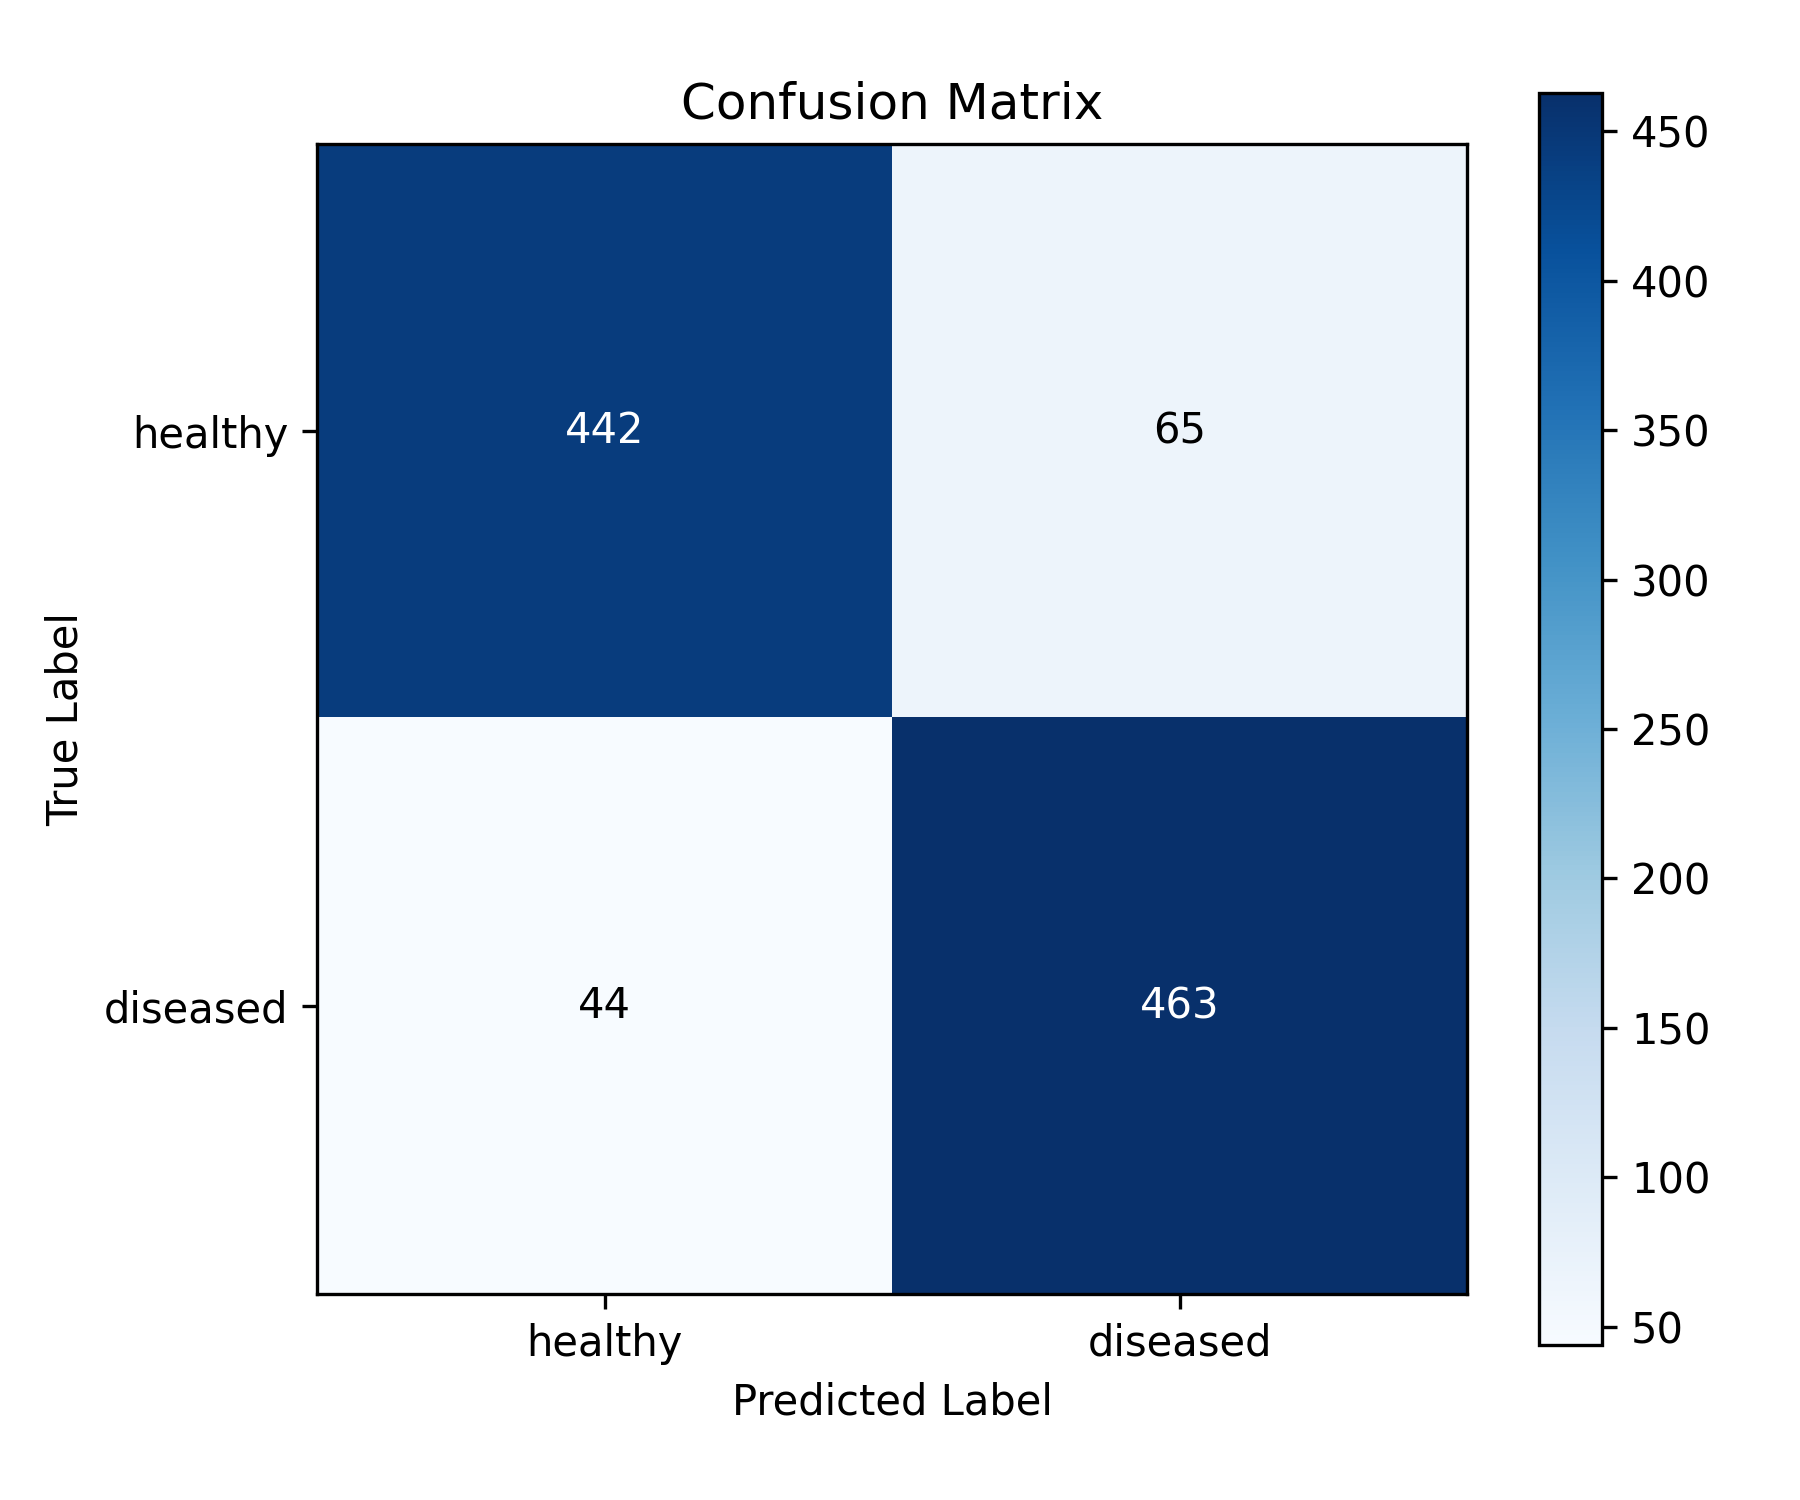 Confusion Matrix
healthy
442
65
diseased
44
463
True Label
healthy
diseased
Predicted Label
450
400
350
300
250
200
150
100
50